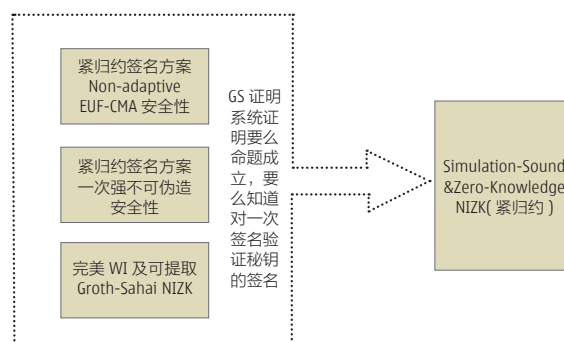 紧归约签名方案
Non-adaptive
EUF-CMA 安全性
紧归约签名方案
一次强不可伪造
安全性
完美 WI 及可提取
Groth-Sahai NIZK
GS 证明
系统证
明要么
命题成
立，要
么知道
对一次
签名验
证秘钥
的签名
Simulation-Sound
&Zero-Knowledge
NIZK( 紧归约 )